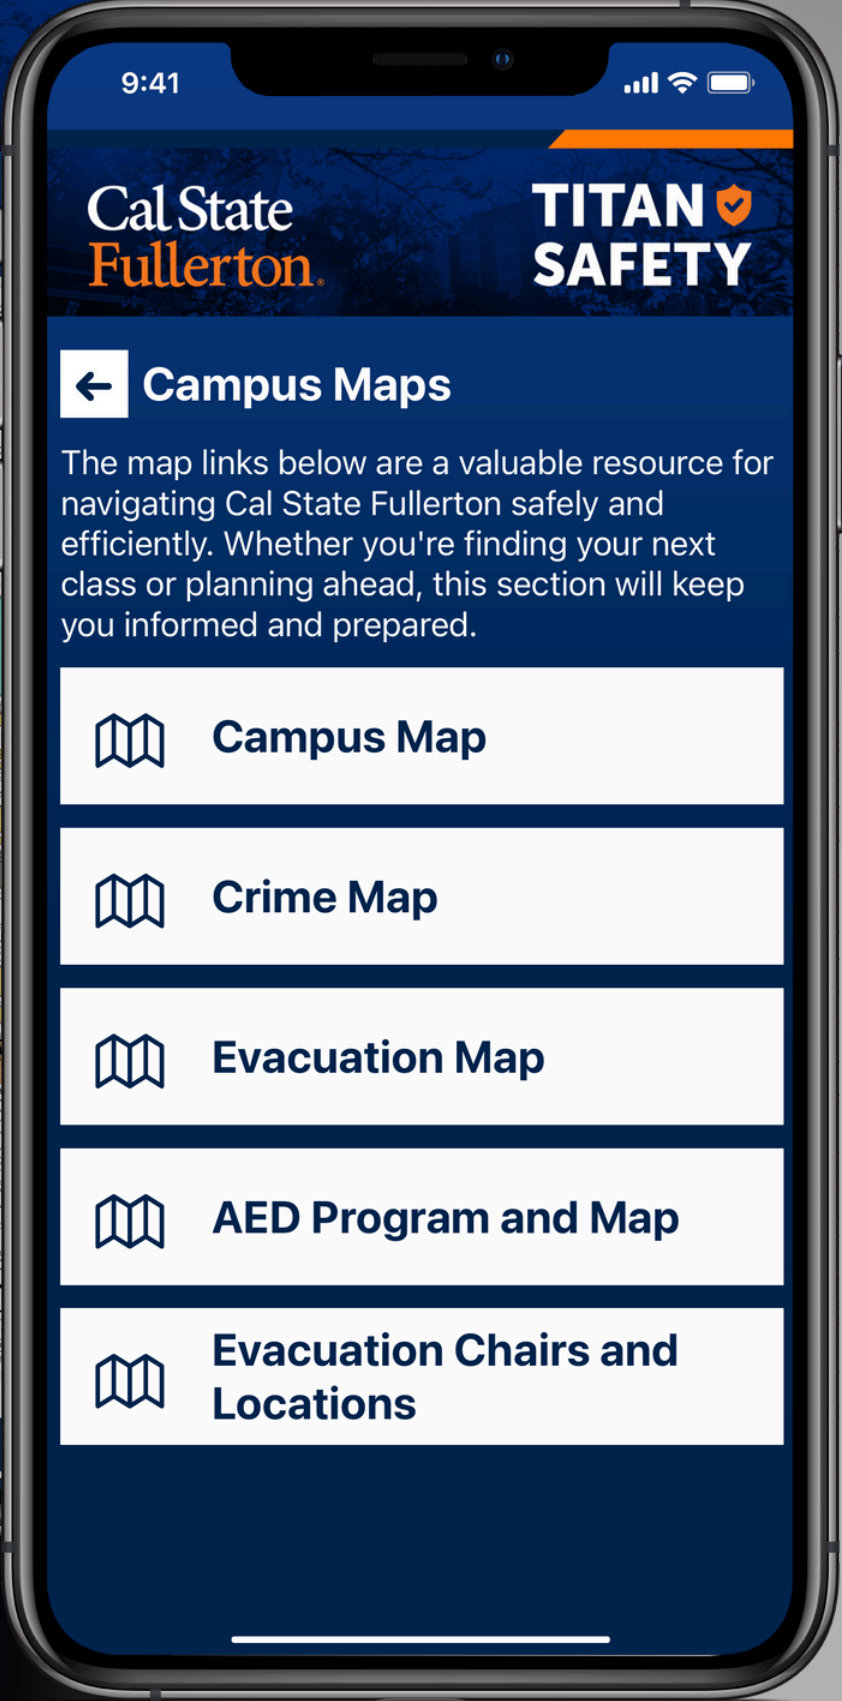 9:41
Cal State
Fullerton®
TITAN
SAFETY
Campus Maps
The map links below are a valuable resource for
navigating Cal State Fullerton safely and
efficiently. Whether you're finding your next
class or planning ahead, this section will keep
you informed and prepared.
Campus Map
Crime Map
Evacuation Map
AED Program and Map
Evacuation Chairs and
Locations